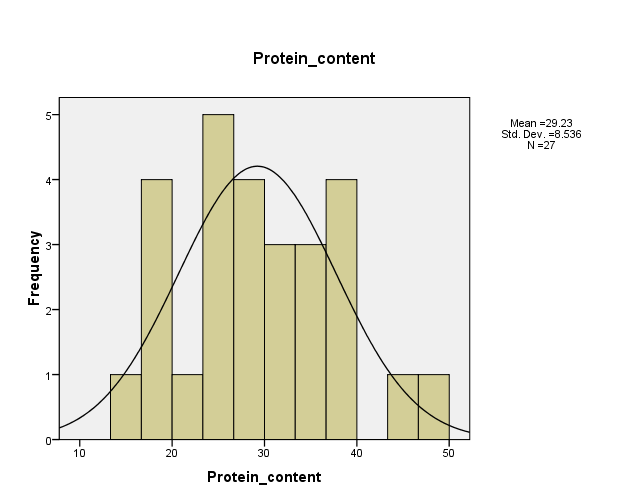 Protein_content
Mean =29.23
Std. Dev. =8.536
N =27
Frequency
5
4
3
2
1
0
10 20 30 40 50
Protein_content